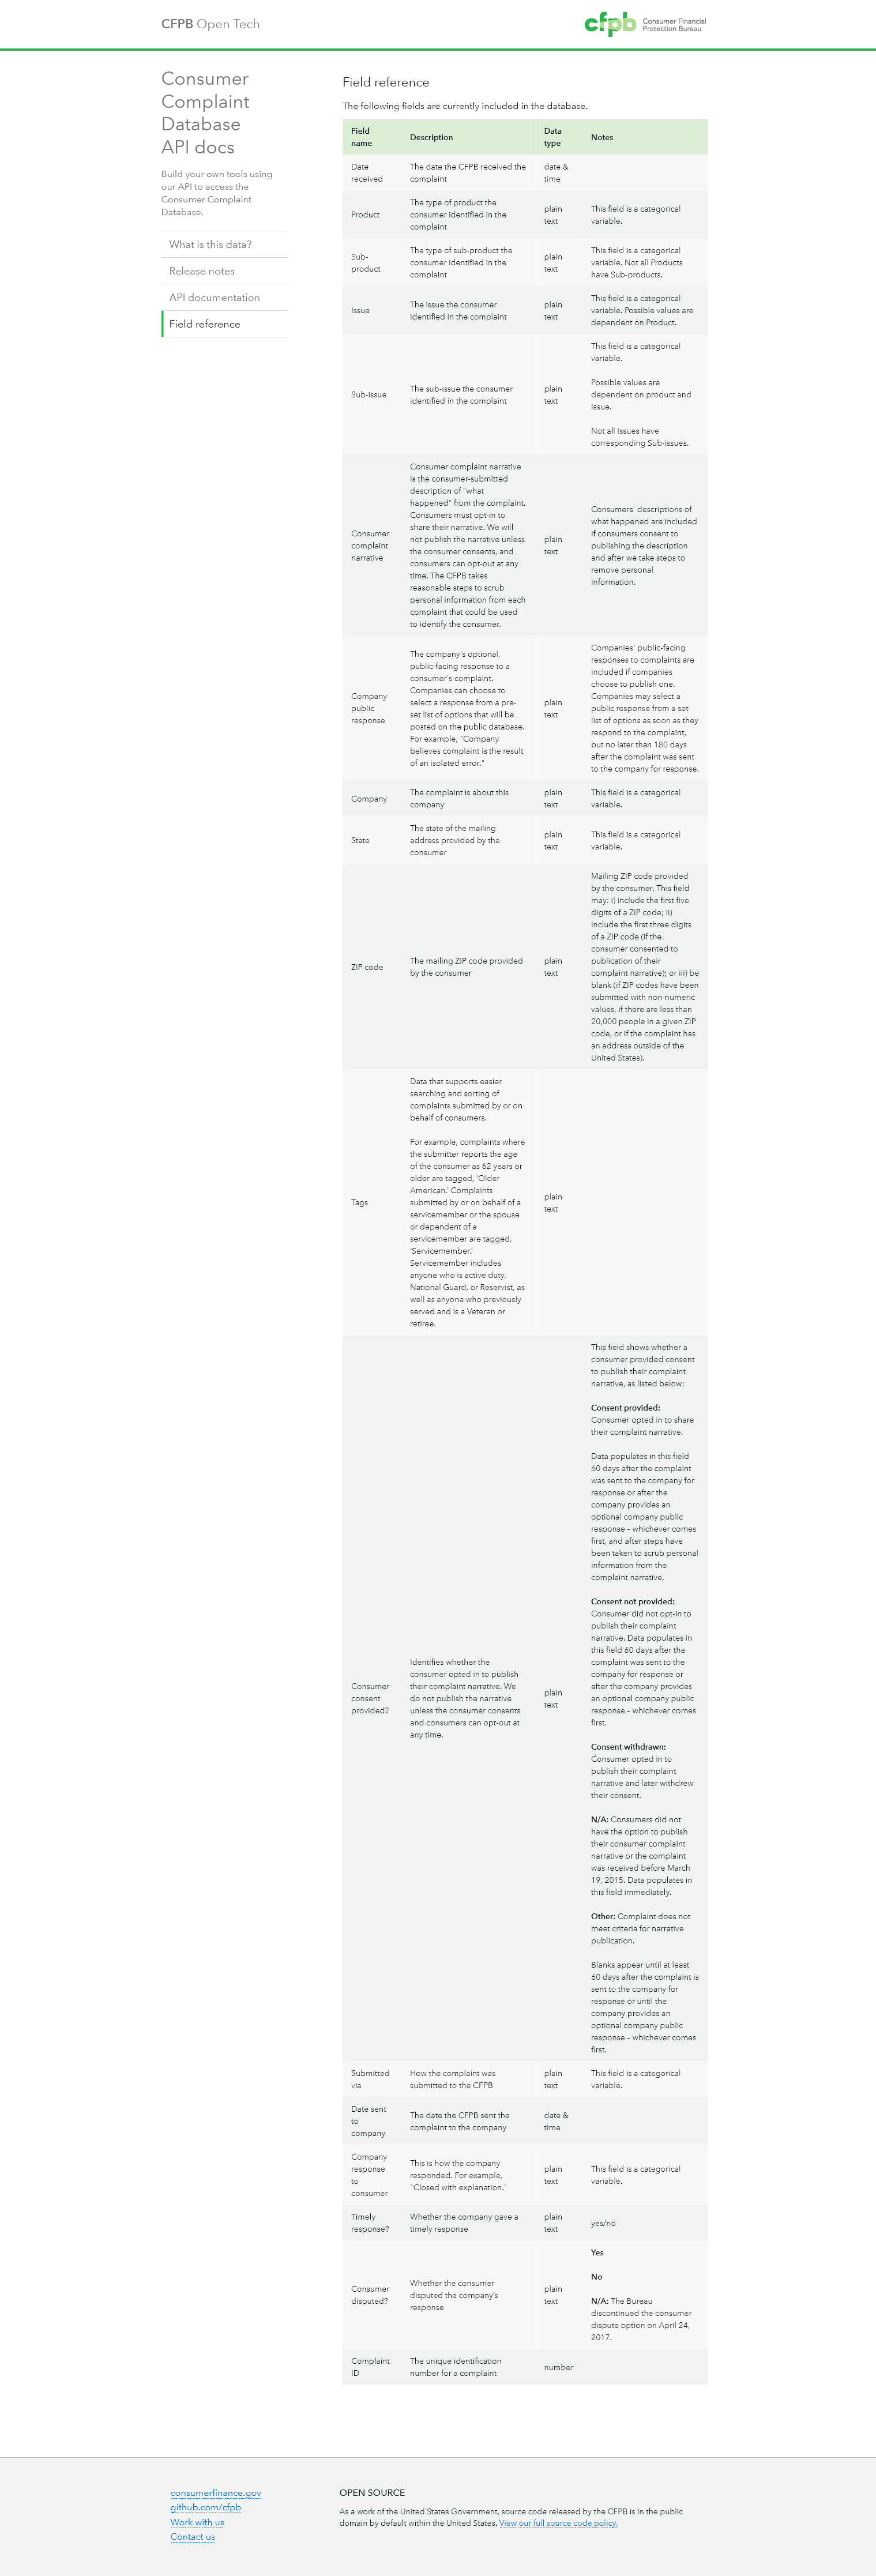 CFPB Open Tech
cfpb Consumer Financial
Protection Bureau
Consumer
Complaint
Database
API docs
Build your own tools using
our API to access the
Consumer Complaint
Database.
What is this data?
Release notes
API documentation
Field reference
Field reference
The following fields are currently included in the database.
Field
name
Description
Data
type
Notes
Date
received
The date the CFPB received the
complaint
date &
time
Product
The type of product the
consumer identified in the
complaint
plain
text
This field is a categorical
variable.
Sub-
product
The type of sub-product the
consumer identified in the
complaint
plain
text
This field is a categorical
variable. Not all Products
have Sub-products.
Issue
The issue the consumer
identified in the complaint
plain
text
This field is a categorical
variable. Possible values are
dependent on Product.
Sub-issue
The sub-issue the consumer
identified in the complaint
plain
text
This field is a categorical
variable.
Possible values are
dependent on product and
issue.
Not all Issues have
corresponding Sub-issues.
Consumer
complaint
narrative
Consumer complaint narrative
is the consumer-submitted
description of "what
happened" from the complaint.
Consumers must opt-in to
share their narrative. We will
not publish the narrative unless
the consumer consents, and
consumers can opt-out at any
time. The CFPB takes
reasonable steps to scrub
personal information from each
complaint that could be used
to identify the consumer.
plain
text
Consumers' descriptions of
what happened are included
if consumers consent to
publishing the description
and after we take steps to
remove personal
information.
Company
public
response
The company's optional,
public-facing response to a
consumer's complaint.
Companies can choose to
select a response from a pre-
set list of options that will be
posted on the public database.
For example, "Company
believes complaint is the result
of an isolated error."
plain
text
Companies' public-facing
responses to complaints are
included if companies
choose to publish one.
Companies may select a
public response from a set
list of options as soon as they
respond to the complaint,
but no later than 180 days
after the complaint was sent
to the company for response.
Company
The complaint is about this
company
plain
text
This field is a categorical
variable.
State
The state of the mailing
address provided by the
consumer
plain
text
This field is a categorical
variable.
ZIP code
The mailing ZIP code provided
by the consumer
plain
text
Mailing ZIP code provided
by the consumer. This field
may: i) include the first five
digits of a ZIP code; ii)
include the first three digits
of a ZIP code (if the
consumer consented to
publication of their
complaint narrative); or iii) be
blank (if ZIP codes have been
submitted with non-numeric
values, if there are less than
20,000 people in a given ZIP
code, or if the complaint has
an address outside of the
United States).
Tags
Data that supports easier
searching and sorting of
complaints submitted by or on
behalf of consumers.
For example, complaints where
the submitter reports the age
of the consumer as 62 years or
older are tagged, ‘Older
American.’ Complaints
submitted by or on behalf of a
servicemember or the spouse
or dependent of a
servicemember are tagged,
‘Servicemember.’
Servicemember includes
anyone who is active duty,
National Guard, or Reservist, as
well as anyone who previously
served and is a Veteran or
retiree.
plain
text
Consumer
consent
provided?
Identifies whether the
consumer opted in to publish
their complaint narrative. We
do not publish the narrative
unless the consumer consents
and consumers can opt-out at
any time.
plain
text
This field shows whether a
consumer provided consent
to publish their complaint
narrative, as listed below:
Consent provided:
Consumer opted in to share
their complaint narrative.
Data populates in this field
60 days after the complaint
was sent to the company for
response or after the
company provides an
optional company public
response – whichever comes
first, and after steps have
been taken to scrub personal
information from the
complaint narrative.
Consent not provided:
Consumer did not opt-in to
publish their complaint
narrative. Data populates in
this field 60 days after the
complaint was sent to the
company for response or
after the company provides
an optional company public
response – whichever comes
first.
Consent withdrawn:
Consumer opted in to
publish their complaint
narrative and later withdrew
their consent.
N/A: Consumers did not
have the option to publish
their consumer complaint
narrative or the complaint
was received before March
19, 2015. Data populates in
this field immediately.
Other: Complaint does not
meet criteria for narrative
publication.
Blanks appear until at least
60 days after the complaint is
sent to the company for
response or until the
company provides an
optional company public
response – whichever comes
first.
Submitted
via
How the complaint was
submitted to the CFPB
plain
text
This field is a categorical
variable.
Date sent
to
company
The date the CFPB sent the
complaint to the company
date &
time
Company
response
to
consumer
This is how the company
responded. For example,
"Closed with explanation."
plain
text
This field is a categorical
variable.
Timely
response?
Whether the company gave a
timely response
plain
text
yes/no
Consumer
disputed?
Whether the consumer
disputed the company’s
response
plain
text
Yes
No
N/A: The Bureau
discontinued the consumer
dispute option on April 24,
2017.
Complaint
ID
The unique identification
number for a complaint
number
consumerfinance.gov
github.com/cfpb
Work with us
Contact us
OPEN SOURCE
As a work of the United States Government, source code released by the CFPB is in the public
domain by default within the United States. View our full source code policy.